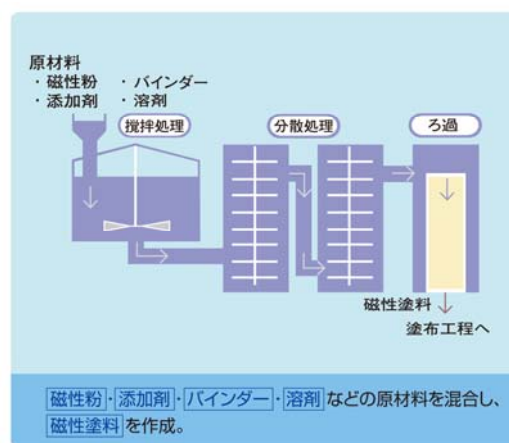 原材料
・磁性粉 ・バインダー
・添加剤 ・溶剤
攪拌処理
分散処理
ろ過
磁性塗料
塗布工程へ
磁性粉・添加剤・バインダー・溶剤などの原材料を混合し、
磁性塗料を作成。